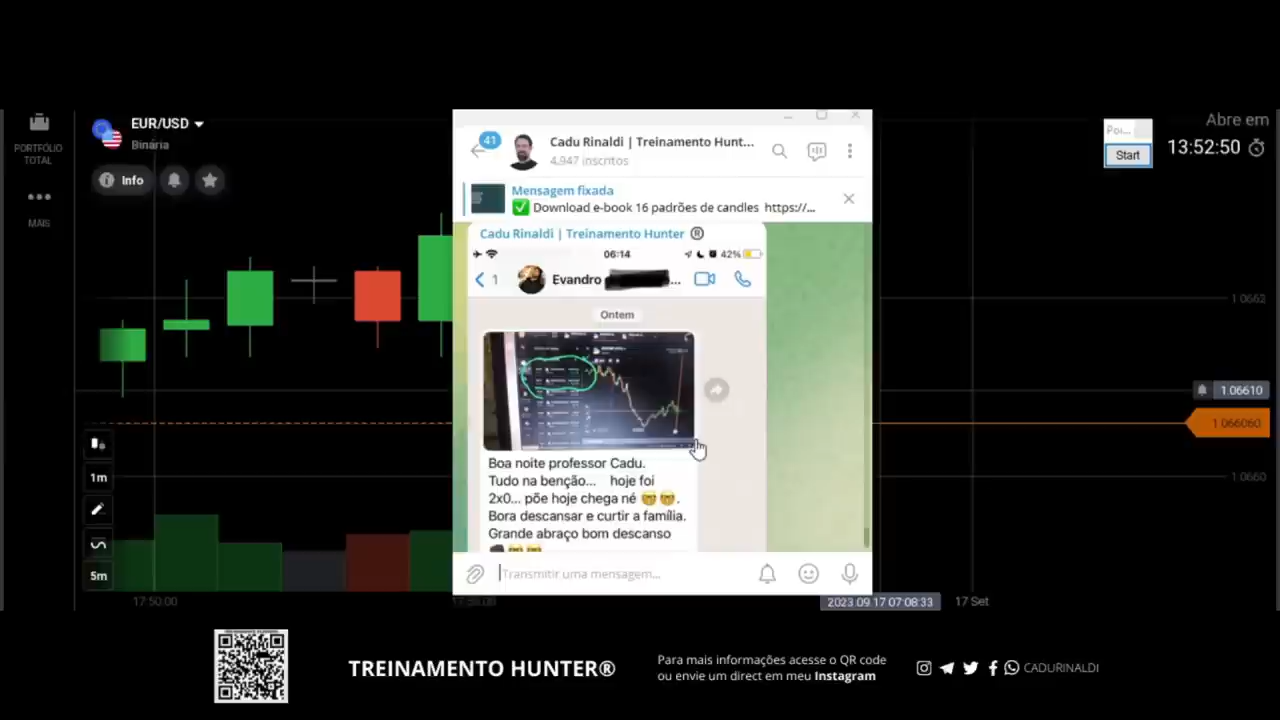 PORTFÓLIO
TOTAL
MAIS
EUR/USD
Binária
Info
1m
5m
17:50:00
41
Cadu Rinaldi | Treinamento Hunt...
4,947 inscritos
Mensagem fixada
✅ Download e-book 16 padrões de candles https://...
Cadu Rinaldi | Treinamento Hunter ®
06:14
42%
1
Evandro
...
Ontem
Boa noite professor Cadu.
Tudo na benção... hoje foi
2x0... põe hoje chega né 🤓🤓.
Bora descansar e curtir a família.
Grande abraço bom descanso
Transmitir uma mensagem...
Start
Abre em
13:52:50
1.0662
1.06610
1.066060
1.0660
2023.09.17 07:08:33
17 Set
TREINAMENTO HUNTER®
Para mais informações acesse o QR code
ou envie um direct em meu Instagram
CADURINALDI